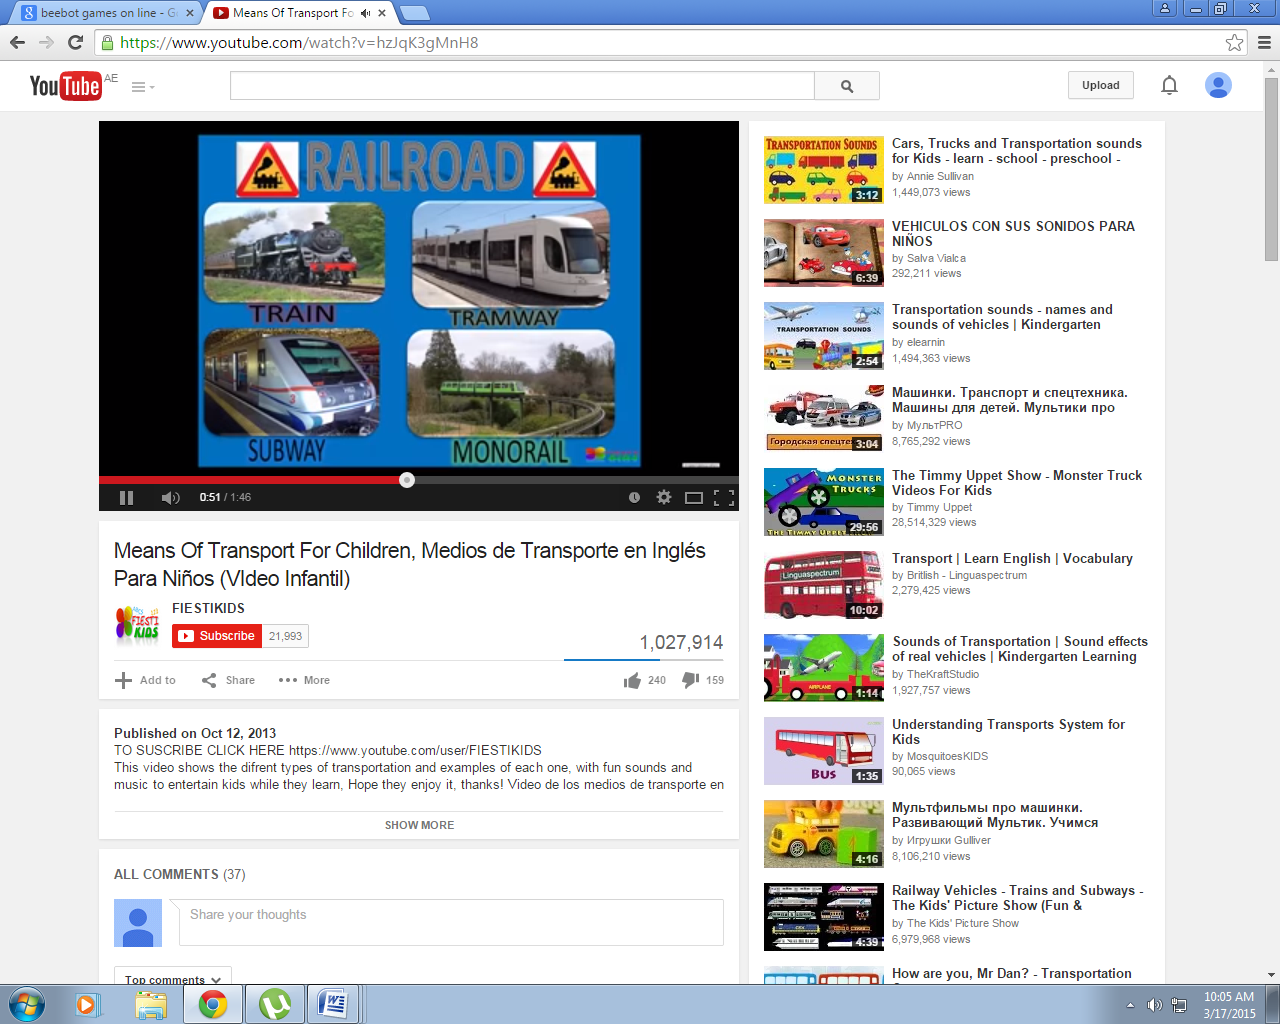 beebot games on line - G
Means Of Transport Fo
https://www.youtube.com/watch?v=hzJqK3gMnH8
YouTube AE
Upload
RAILROAD
TRAIN
TRAMWAY
SUBWAY
MONORAIL
0:51 / 1:46
Means Of Transport For Children, Medios de Transporte en Inglés
Para Niños (VIdeo Infantil)
FIESTI
KIDS
FIESTIKIDS
Subscribe 21,993
1,027,914
Add to Share More 240 159
Published on Oct 12, 2013
TO SUSCRIBE CLICK HERE https://www.youtube.com/user/FIESTIKIDS
This video shows the difrent types of transportation and examples of each one, with fun sounds and
music to entertain kids while they learn, Hope they enjoy it, thanks! Video de los medios de transporte en
SHOW MORE
ALL COMMENTS (37)
Share your thoughts
Top comments
TRANSPORTATION SOUNDS
3:12
Cars, Trucks and Transportation sounds
for Kids - learn - school - preschool -
by Annie Sullivan
1,449,073 views
6:39
VEHICULOS CON SUS SONIDOS PARA
NIÑOS
by Salva Vialca
292,211 views
TRANSPORTATION SOUNDS
2:54
Transportation sounds - names and
sounds of vehicles | Kindergarten
by elearnin
1,494,363 views
Городская спецте
3:04
Машинки. Транспорт и спецтехника.
Машины для детей. Мультики про
by МультPRO
8,765,292 views
MONSTER
TRUCKS
THE TIMMY UPPET
29:56
The Timmy Uppet Show - Monster Truck
Videos For Kids
by Timmy Uppet
28,514,329 views
Linguaspectrum
10:02
Transport | Learn English | Vocabulary
by Britlish - Linguaspectrum
2,279,425 views
AIRPLANE
1:14
Sounds of Transportation | Sound effects
of real vehicles | Kindergarten Learning
by TheKraftStudio
1,927,757 views
BUS
1:35
Understanding Transports System for
Kids
by MosquitoesKIDS
90,065 views
4:16
Мультфильмы про машинки.
Развивающий Мультик. Учимся
by Игрушки Gulliver
8,106,210 views
4:39
Railway Vehicles - Trains and Subways -
The Kids' Picture Show (Fun &
by The Kids' Picture Show
6,979,968 views
How are you, Mr Dan? - Transportation
10:05 AM
3/17/2015